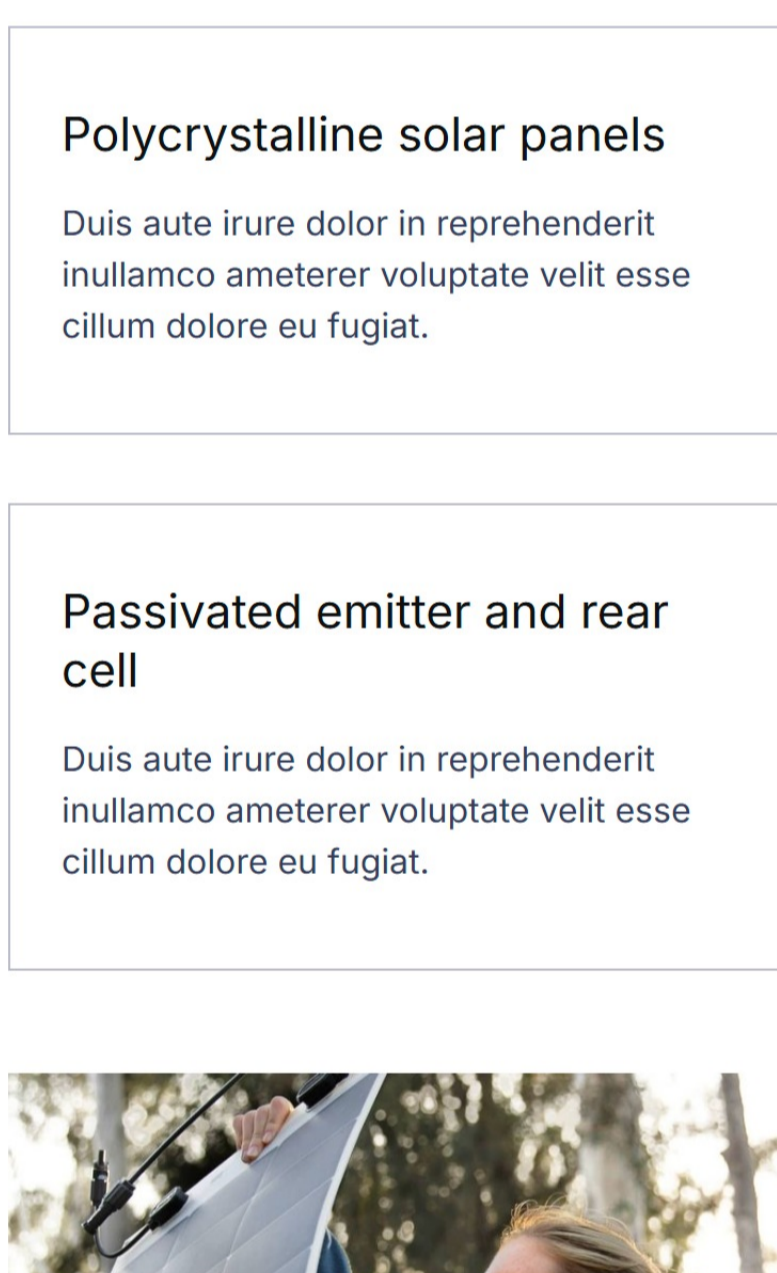 Polycrystalline solar panels
Duis aute irure dolor in reprehenderit
inullamco ameterer voluptate velit esse
cillum dolore eu fugiat.
Passivated emitter and rear
cell
Duis aute irure dolor in reprehenderit
inullamco ameterer voluptate velit esse
cillum dolore eu fugiat.